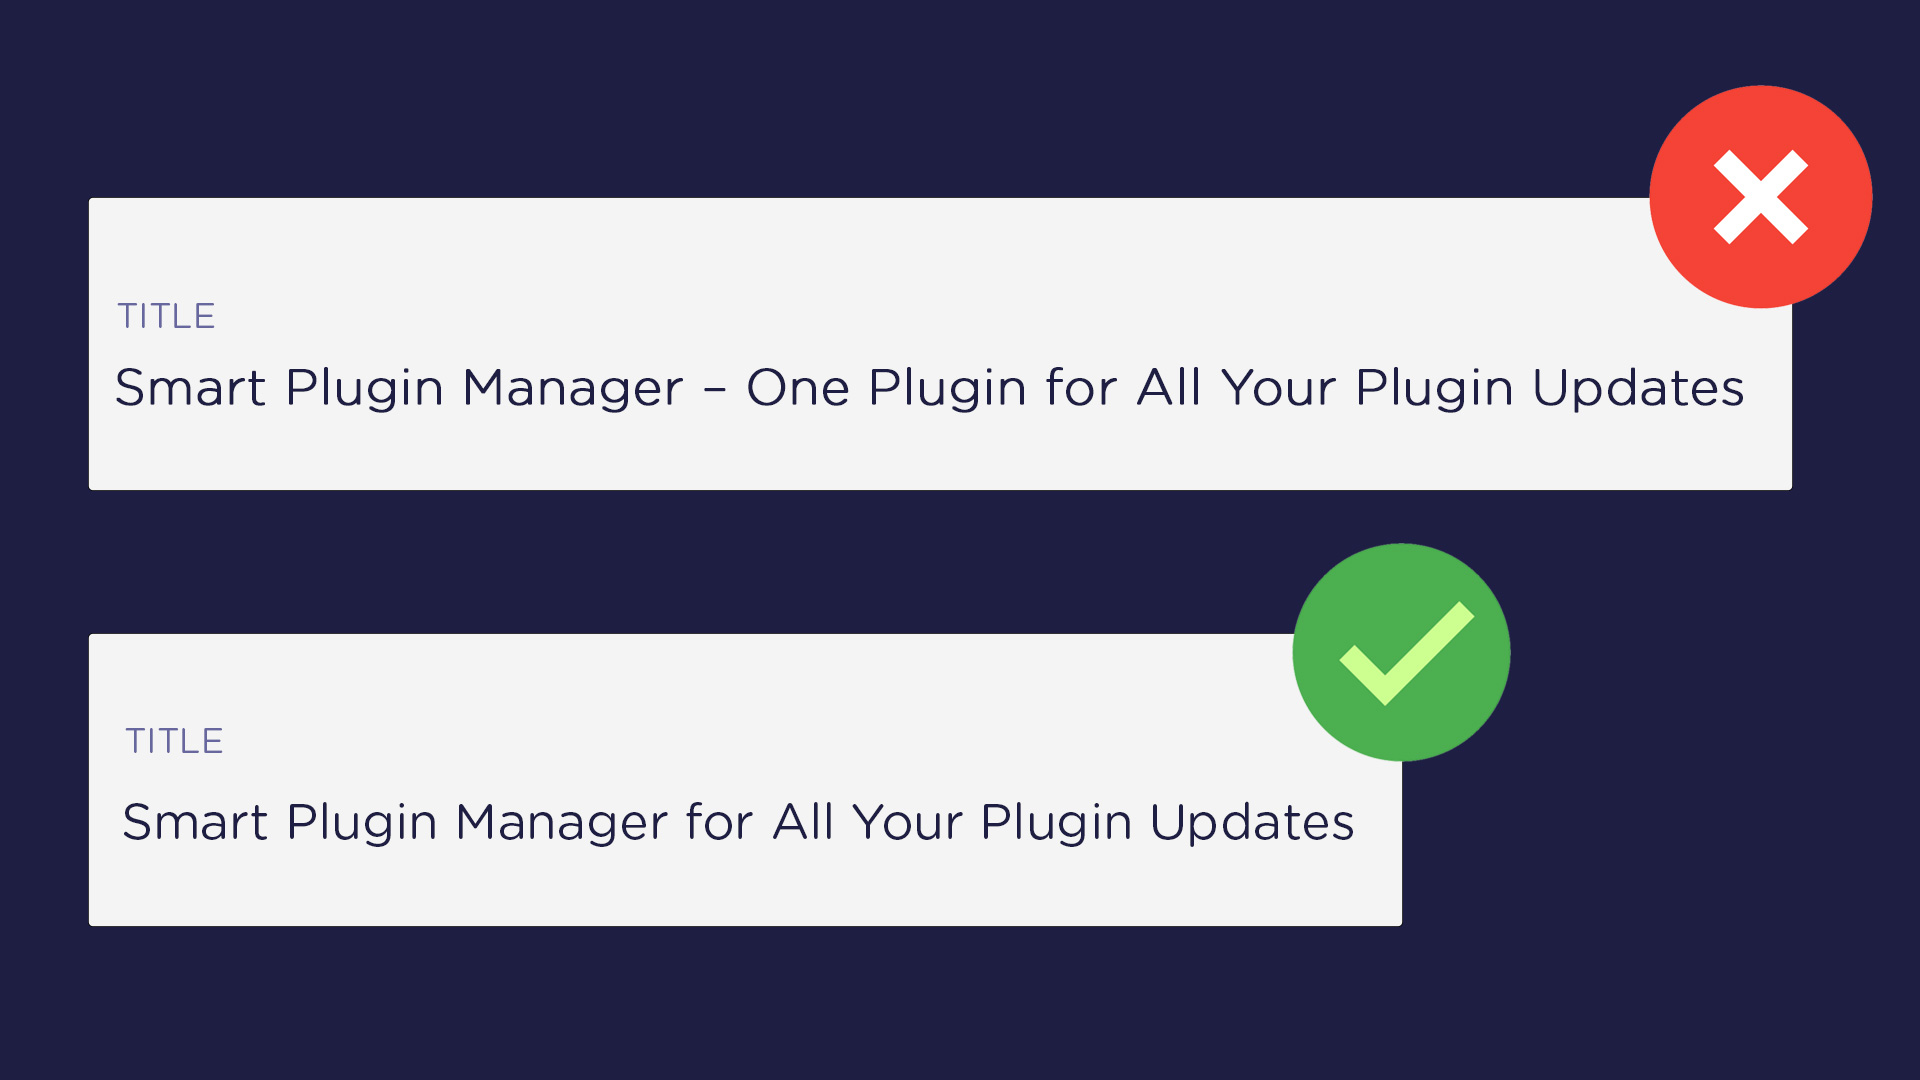 TITLE
Smart Plugin Manager – One Plugin for All Your Plugin Updates
TITLE
Smart Plugin Manager for All Your Plugin Updates